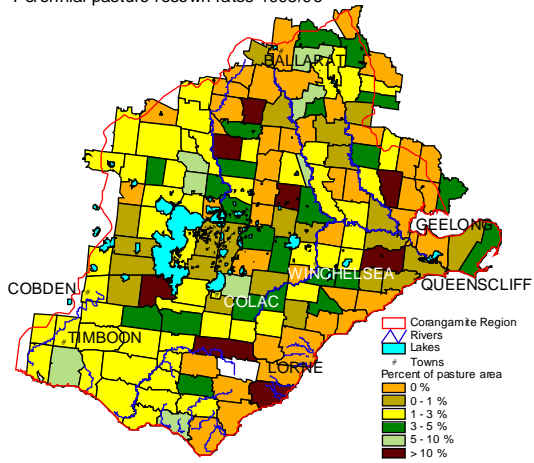 BALLARAT
GEELONG
WINCHELSEA
QUEENSCLIFF
COBDEN
COLAC
TIMBOON
LORNE
Corangamite Region
Rivers
Lakes
# Towns
Percent of pasture area
0 %
0 - 1 %
1 - 3 %
3 - 5 %
5 - 10 %
> 10 %